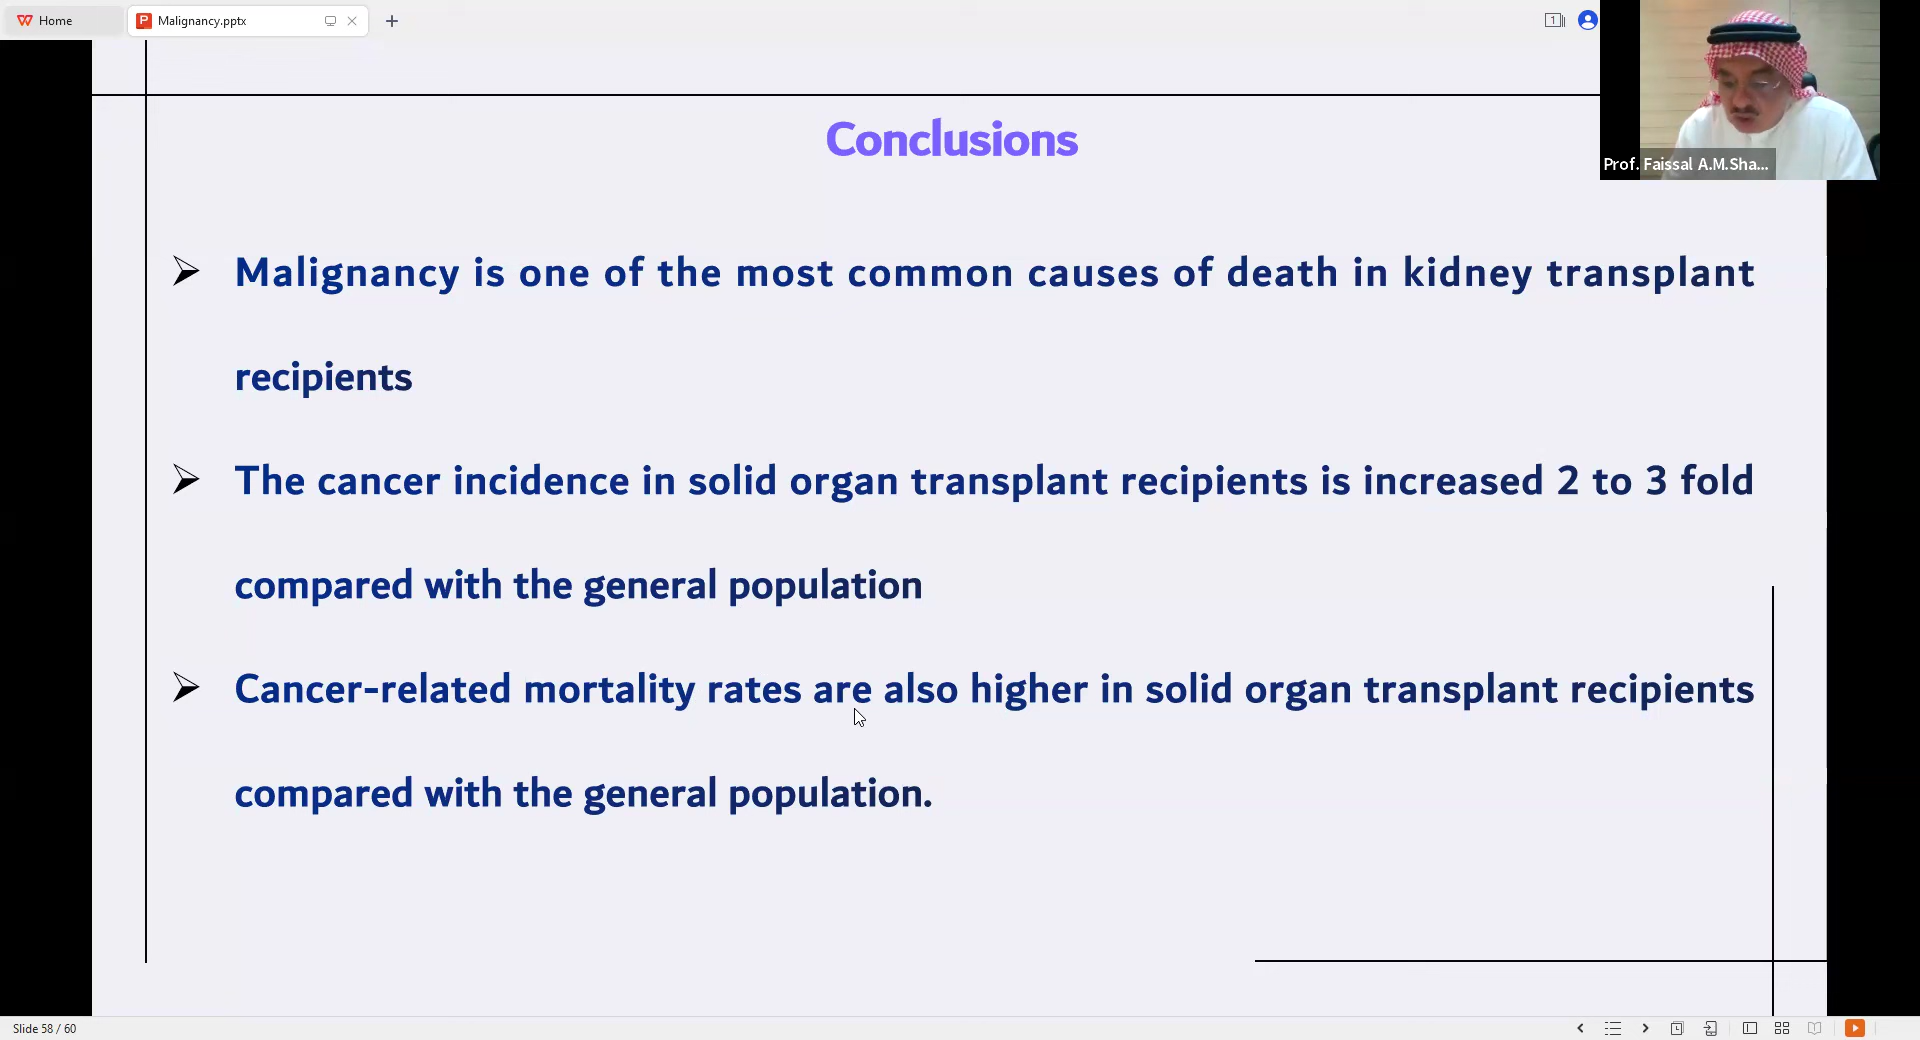 Home
Malignancy.pptx
1
Prof. Faissal A.M.Sha...
Conclusions
Malignancy is one of the most common causes of death in kidney transplant
recipients
The cancer incidence in solid organ transplant recipients is increased 2 to 3 fold
compared with the general population
Cancer-related mortality rates are also higher in solid organ transplant recipients
compared with the general population.
Slide 58 / 60